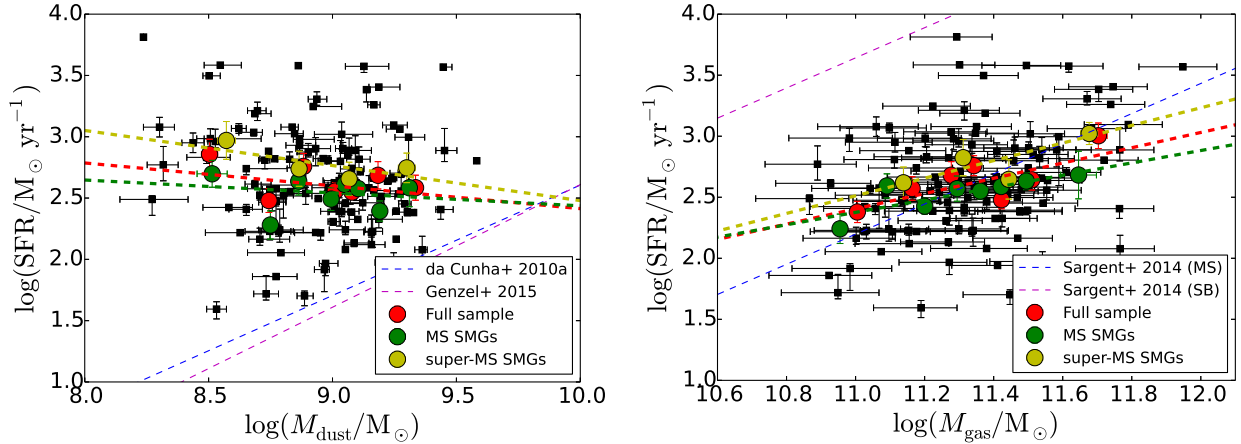 4.0
3.5
3.0
2.5
2.0
1.5
1.0
log(SFR/M⊙ yr⁻¹)
8.0 8.5 9.0 9.5 10.0
log(M_dust/M⊙)
da Cunha+ 2010a
Genzel+ 2015
Full sample
MS SMGs
super-MS SMGs
4.0
3.5
3.0
2.5
2.0
1.5
1.0
log(SFR/M⊙ yr⁻¹)
10.6 10.8 11.0 11.2 11.4 11.6 11.8 12.0
log(M_gas/M⊙)
Sargent+ 2014 (MS)
Sargent+ 2014 (SB)
Full sample
MS SMGs
super-MS SMGs